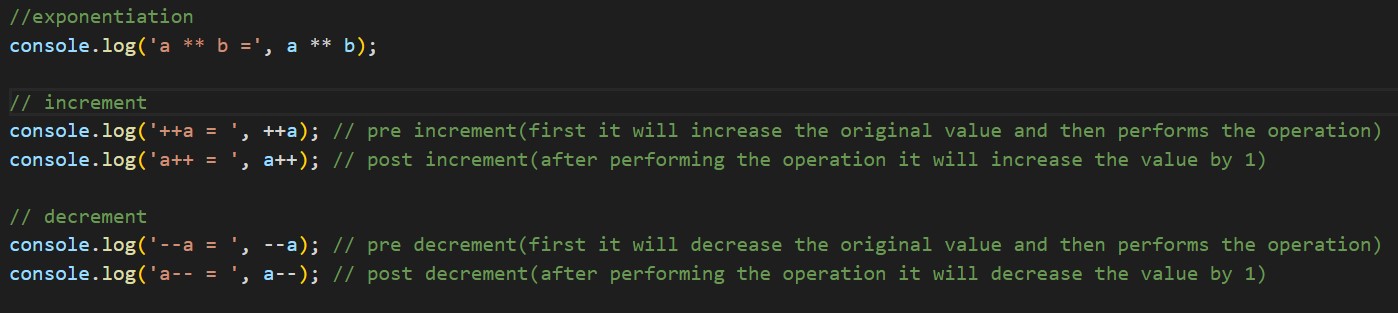 //exponentiation
console.log('a ** b =', a ** b);
// increment
console.log('++a = ', ++a); // pre increment(first it will increase the original value and then performs the operation)
console.log('a++ = ', a++); // post increment(after performing the operation it will increase the value by 1)
// decrement
console.log('--a = ', --a); // pre decrement(first it will decrease the original value and then performs the operation)
console.log('a-- = ', a--); // post decrement(after performing the operation it will decrease the value by 1)